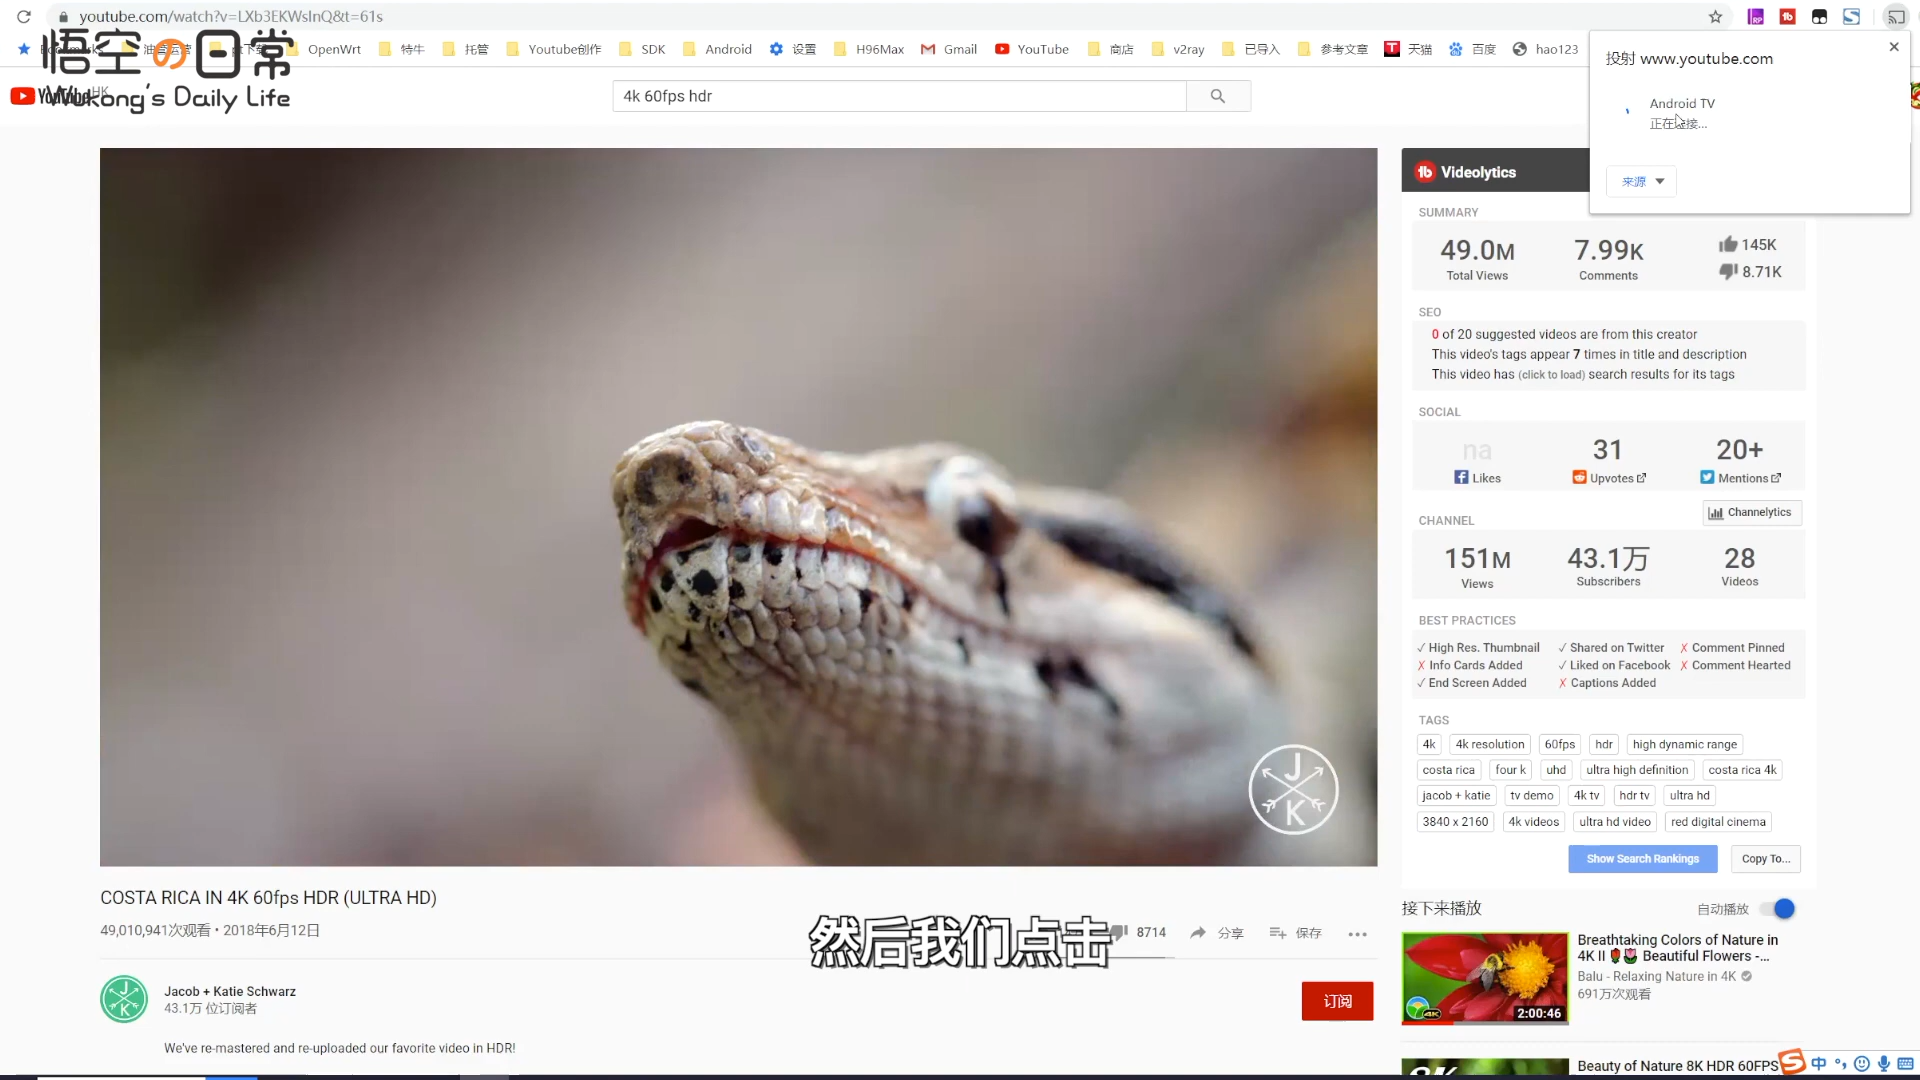 youtube.com/watch?v=LXb3EKWsInQ&t=61s
悟空の日常
Wukong's Daily Life
OpenWrt 特牛 托管 Youtube创作 SDK Android 设置 H96Max Gmail YouTube 商店 v2ray 已导入 参考文章 天猫 百度 hao123
4k 60fps hdr
投射 www.youtube.com
Android TV
来源
Videolytics
SUMMARY
49.0M 7.99K 145K
Total Views Comments 8.71K
SEO
0 of 20 suggested videos are from this creator
This video's tags appear 7 times in title and description
This video has (click to load) search results for its tags
SOCIAL
na 31 20+
Likes Upvotes Mentions
CHANNEL Channelytics
151M 43.1万 28
Views Subscribers Videos
BEST PRACTICES
✓ High Res. Thumbnail ✓ Shared on Twitter ✗ Comment Pinned
✗ Info Cards Added ✓ Liked on Facebook ✗ Comment Hearted
✓ End Screen Added ✗ Captions Added
TAGS
4k 4k resolution 60fps hdr high dynamic range
costa rica four k uhd ultra high definition costa rica 4k
jacob + katie tv demo 4k tv hdr tv ultra hd
3840 x 2160 4k videos ultra hd video red digital cinema
Show Search Rankings Copy To...
J K
COSTA RICA IN 4K 60fps HDR (ULTRA HD)
49,010,941次观看 • 2018年6月12日
然后我们点击
8714 分享 保存
Jacob + Katie Schwarz
43.1万 位订阅者
订阅
We've re-mastered and re-uploaded our favorite video in HDR!
接下来播放 自动播放
Breathtaking Colors of Nature in
4K II 🌹🌷 Beautiful Flowers -...
Balu - Relaxing Nature in 4K
691万次观看
4K
2:00:46
Beauty of Nature 8K HDR 60FPS
中